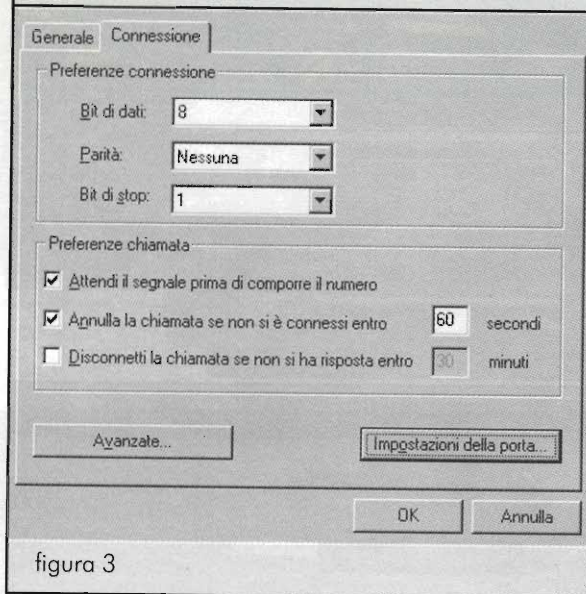 Generale Connessione
Preferenze connessione
Bit di dati: 8
Parità: Nessuna
Bit di stop: 1
Preferenze chiamata
Attendi il segnale prima di comporre il numero
Annulla la chiamata se non si è connessi entro 60 secondi
Disconnetti la chiamata se non si ha risposta entro 30 minuti
Avanzate... Impostazioni della porta...
OK Annulla
figura 3